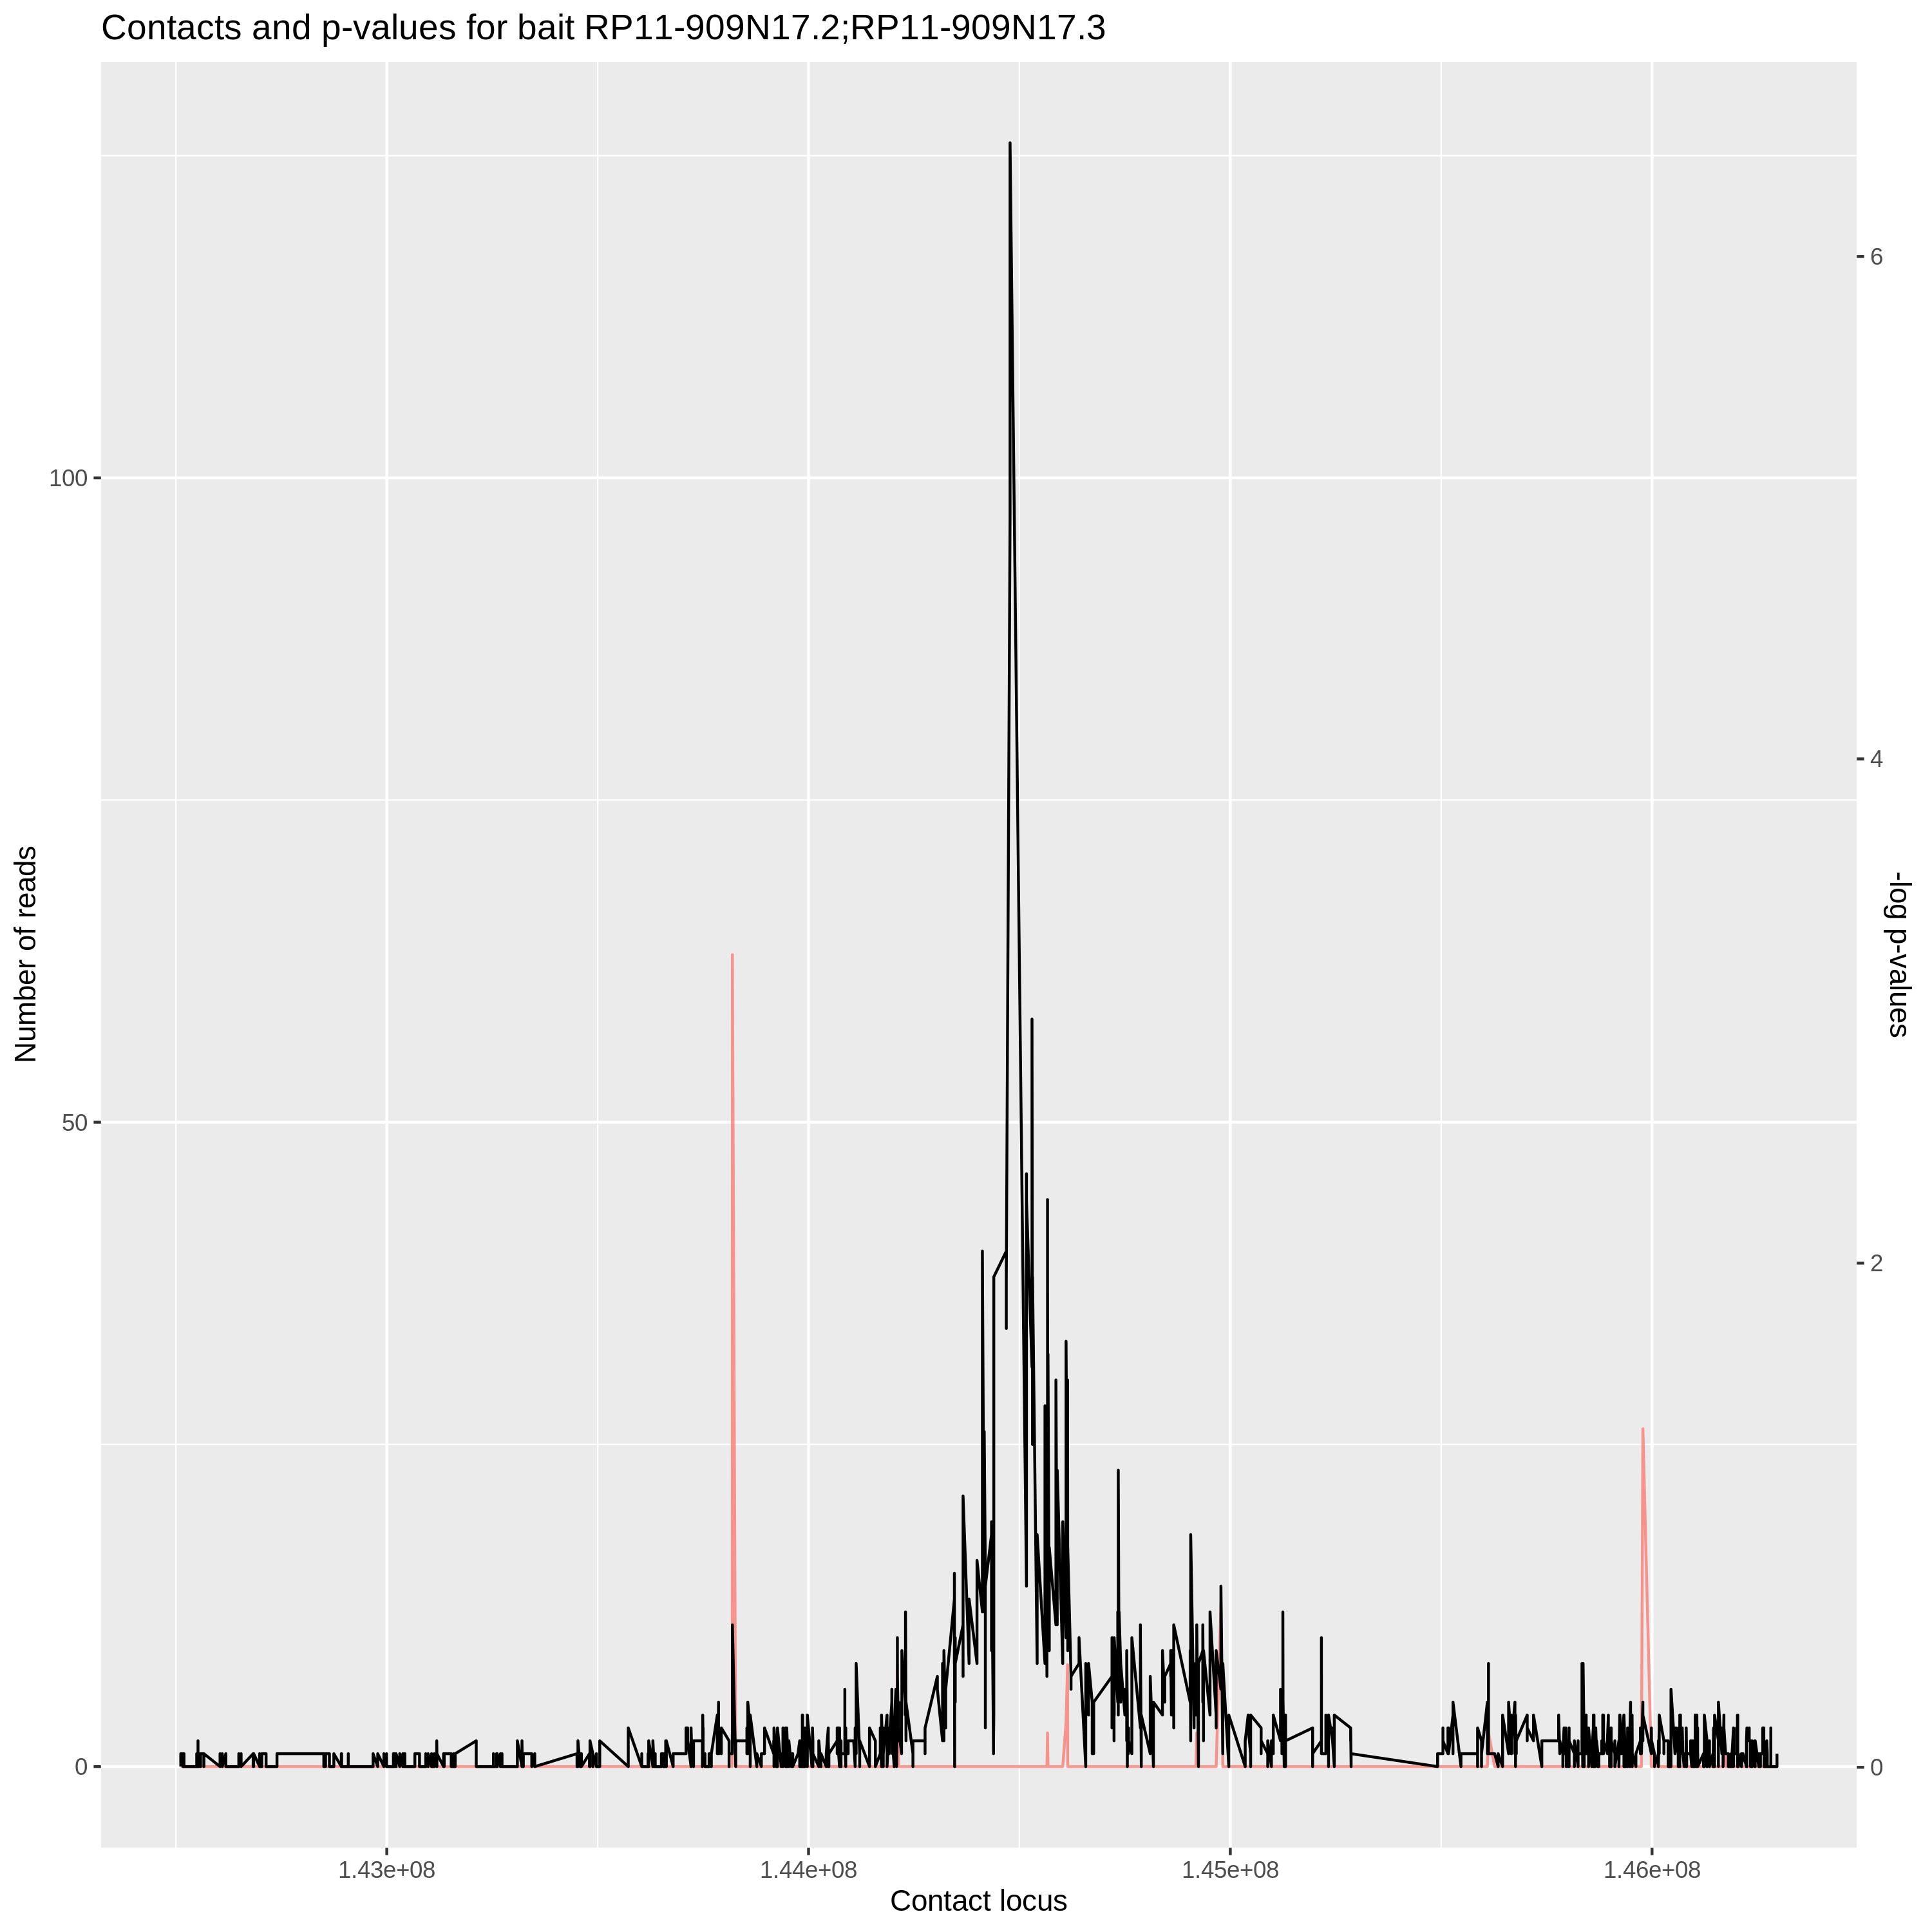 Contacts and p-values for bait RP11-909N17.2;RP11-909N17.3
Number of reads
100
50
0
6
4
2
0
-log p-values
1.43e+08 1.44e+08 1.45e+08 1.46e+08
Contact locus